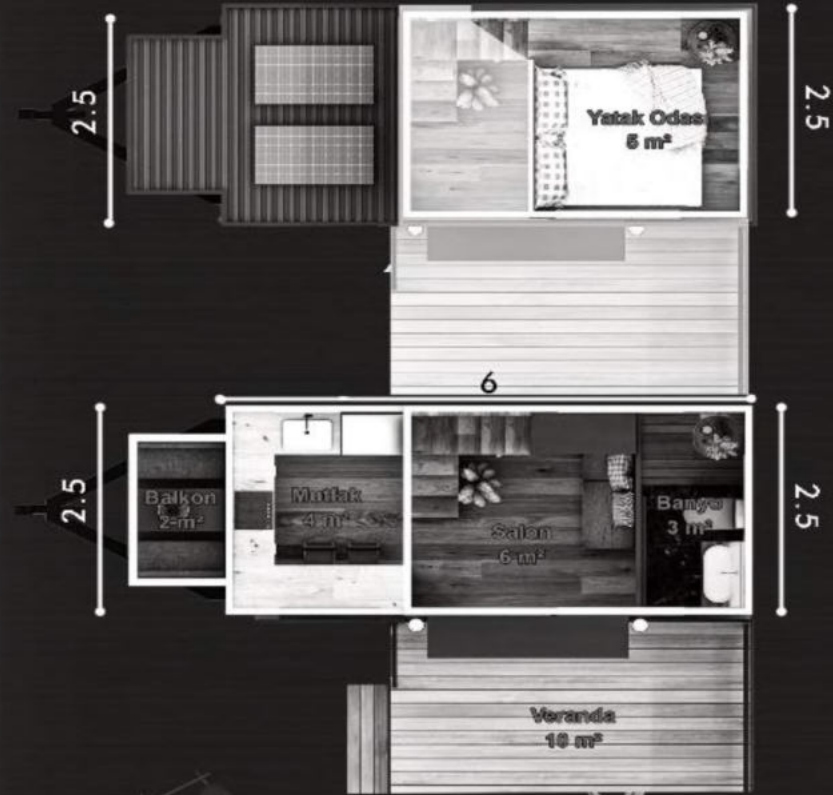 2.5
Yatak Odası
5 m²
2.5
6
2.5
Balkon
2 m²
Mutfak
4 m²
Salon
6 m²
Banyo
3 m²
2.5
Veranda
10 m²